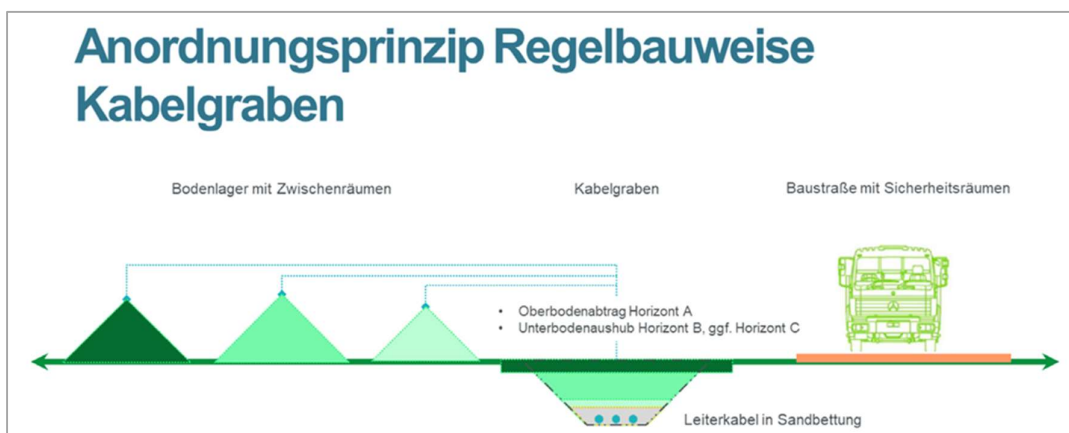 Anordnungsprinzip Regelbauweise
Kabelgraben
Bodenlager mit Zwischenräumen
Kabelgraben
Baustraße mit Sicherheitsräumen
• Oberbodenabtrag Horizont A
• Unterbodenaushub Horizont B, ggf. Horizont C
Leiterkabel in Sandbettung